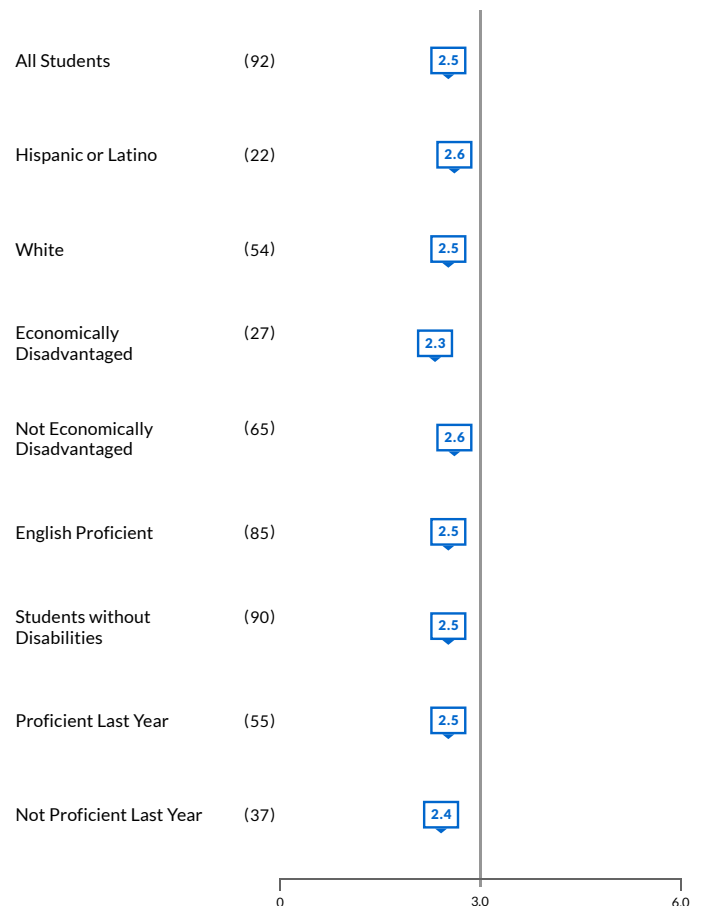 All Students (92) 2.5
Hispanic or Latino (22) 2.6
White (54) 2.5
Economically (27) 2.3
Disadvantaged
Not Economically (65) 2.6
Disadvantaged
English Proficient (85) 2.5
Students without (90) 2.5
Disabilities
Proficient Last Year (55) 2.5
Not Proficient Last Year (37) 2.4
0 3.0 6.0